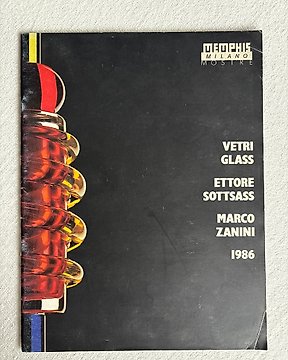 MEMPHIS
MILANO
MOSTRE
VETRI
GLASS
ETTORE
SOTTSASS
MARCO
ZANINI
1986